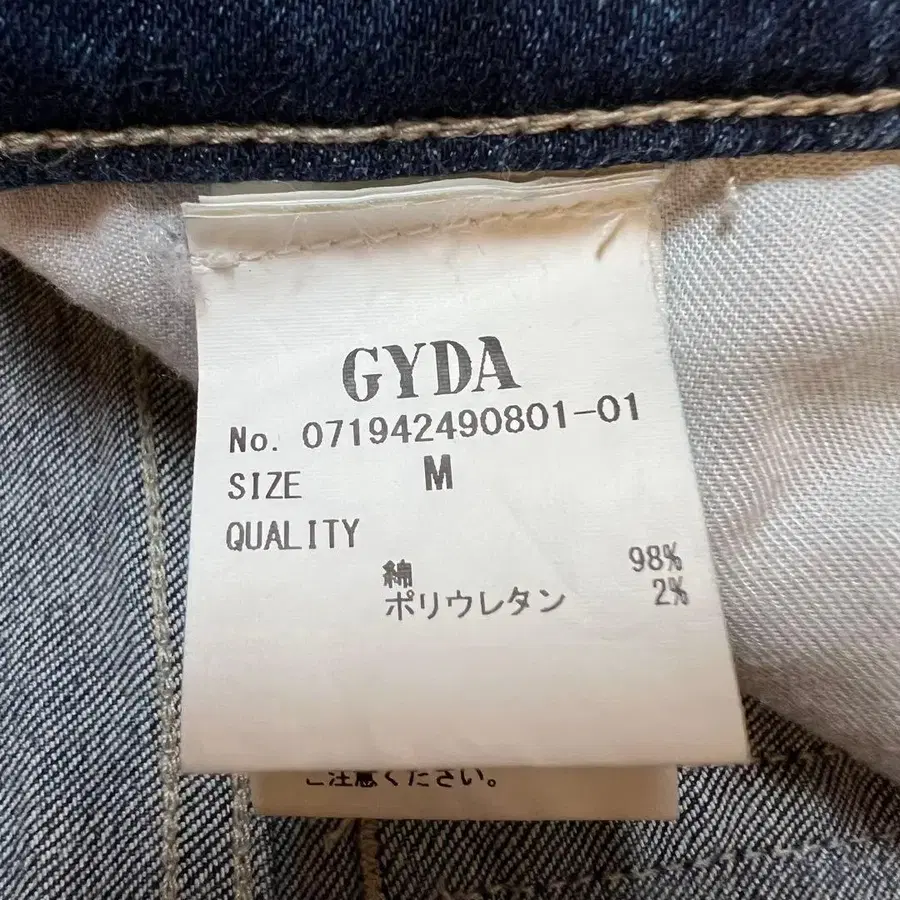 GYDA
No. 071942490801-01
SIZE M
QUALITY
綿 98%
ポリウレタン 2%
ご注意ください。